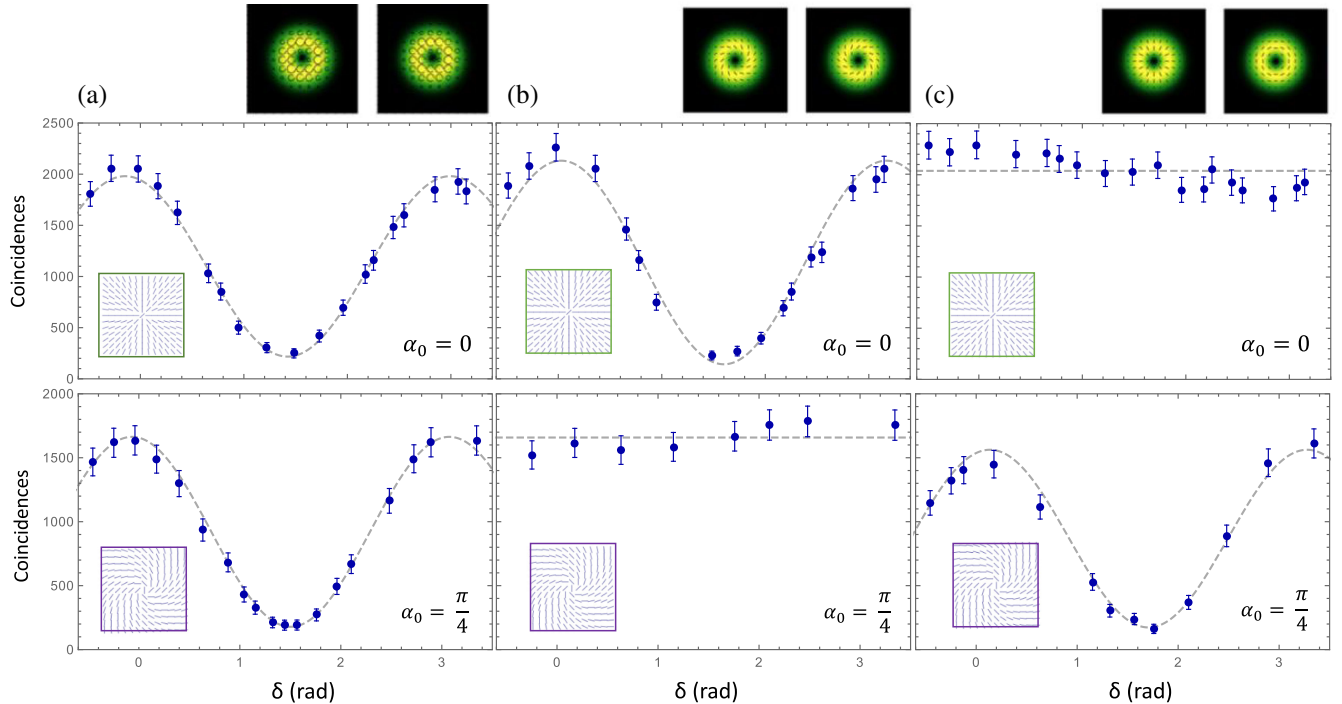 (a)
(b)
(c)
2500
2000
1500
1000
500
0
Coincidences
α₀ = 0
α₀ = 0
α₀ = 0
2000
1500
1000
500
0
Coincidences
α₀ = π/4
α₀ = π/4
α₀ = π/4
0 1 2 3
0 1 2 3
0 1 2 3
δ (rad)
δ (rad)
δ (rad)